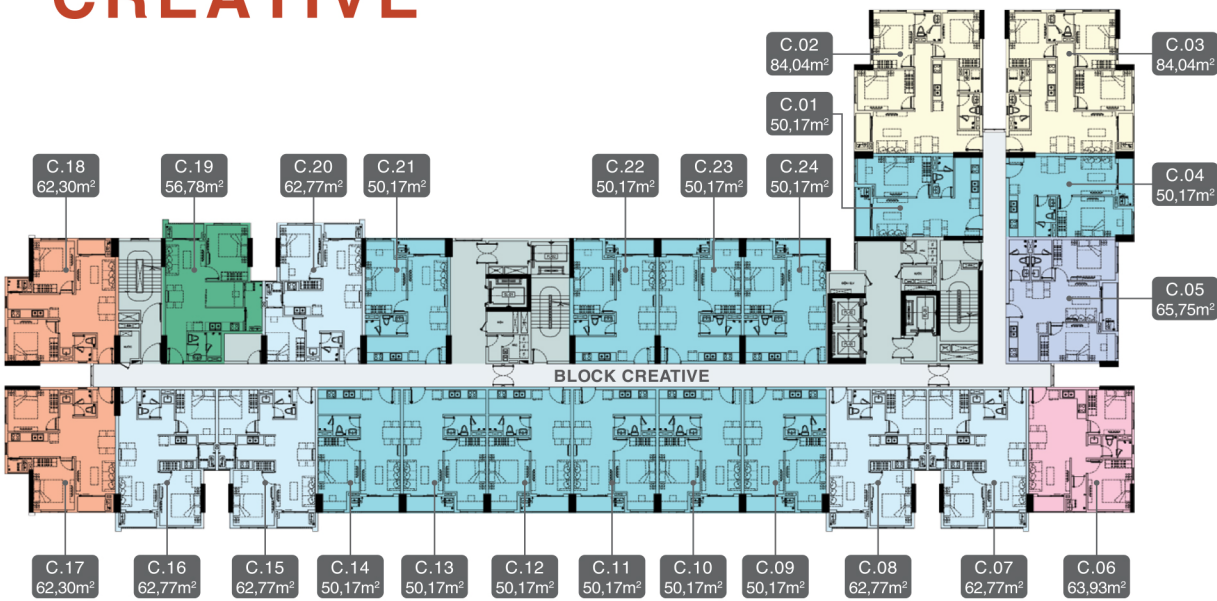 CREATIVE
C.02
84,04m²
C.03
84,04m²
C.01
50,17m²
C.18
62,30m²
C.19
56,78m²
C.20
62,77m²
C.21
50,17m²
C.22
50,17m²
C.23
50,17m²
C.24
50,17m²
C.04
50,17m²
C.05
65,75m²
BLOCK CREATIVE
C.17
62,30m²
C.16
62,77m²
C.15
62,77m²
C.14
50,17m²
C.13
50,17m²
C.12
50,17m²
C.11
50,17m²
C.10
50,17m²
C.09
50,17m²
C.08
62,77m²
C.07
62,77m²
C.06
63,93m²